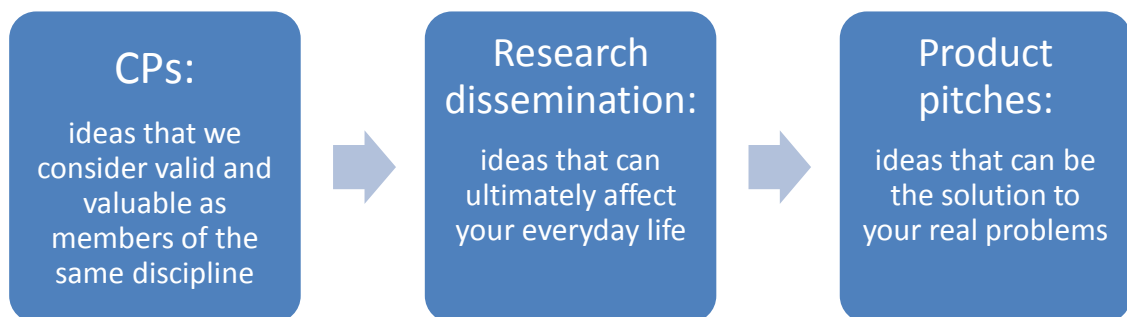 CPs:
ideas that we
consider valid and
valuable as
members of the
same discipline
Research
dissemination:
ideas that can
ultimately affect
your everyday life
Product
pitches:
ideas that can be
the solution to
your real problems